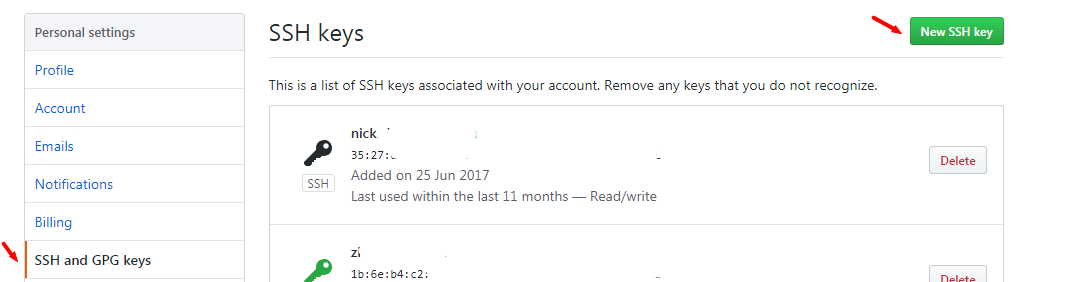 Personal settings
Profile
Account
Emails
Notifications
Billing
SSH and GPG keys
SSH keys
New SSH key
This is a list of SSH keys associated with your account. Remove any keys that you do not recognize.
nick
35:27:
SSH
Added on 25 Jun 2017
Last used within the last 11 months — Read/write
Delete
1b:6e:b4:c2:
Delete